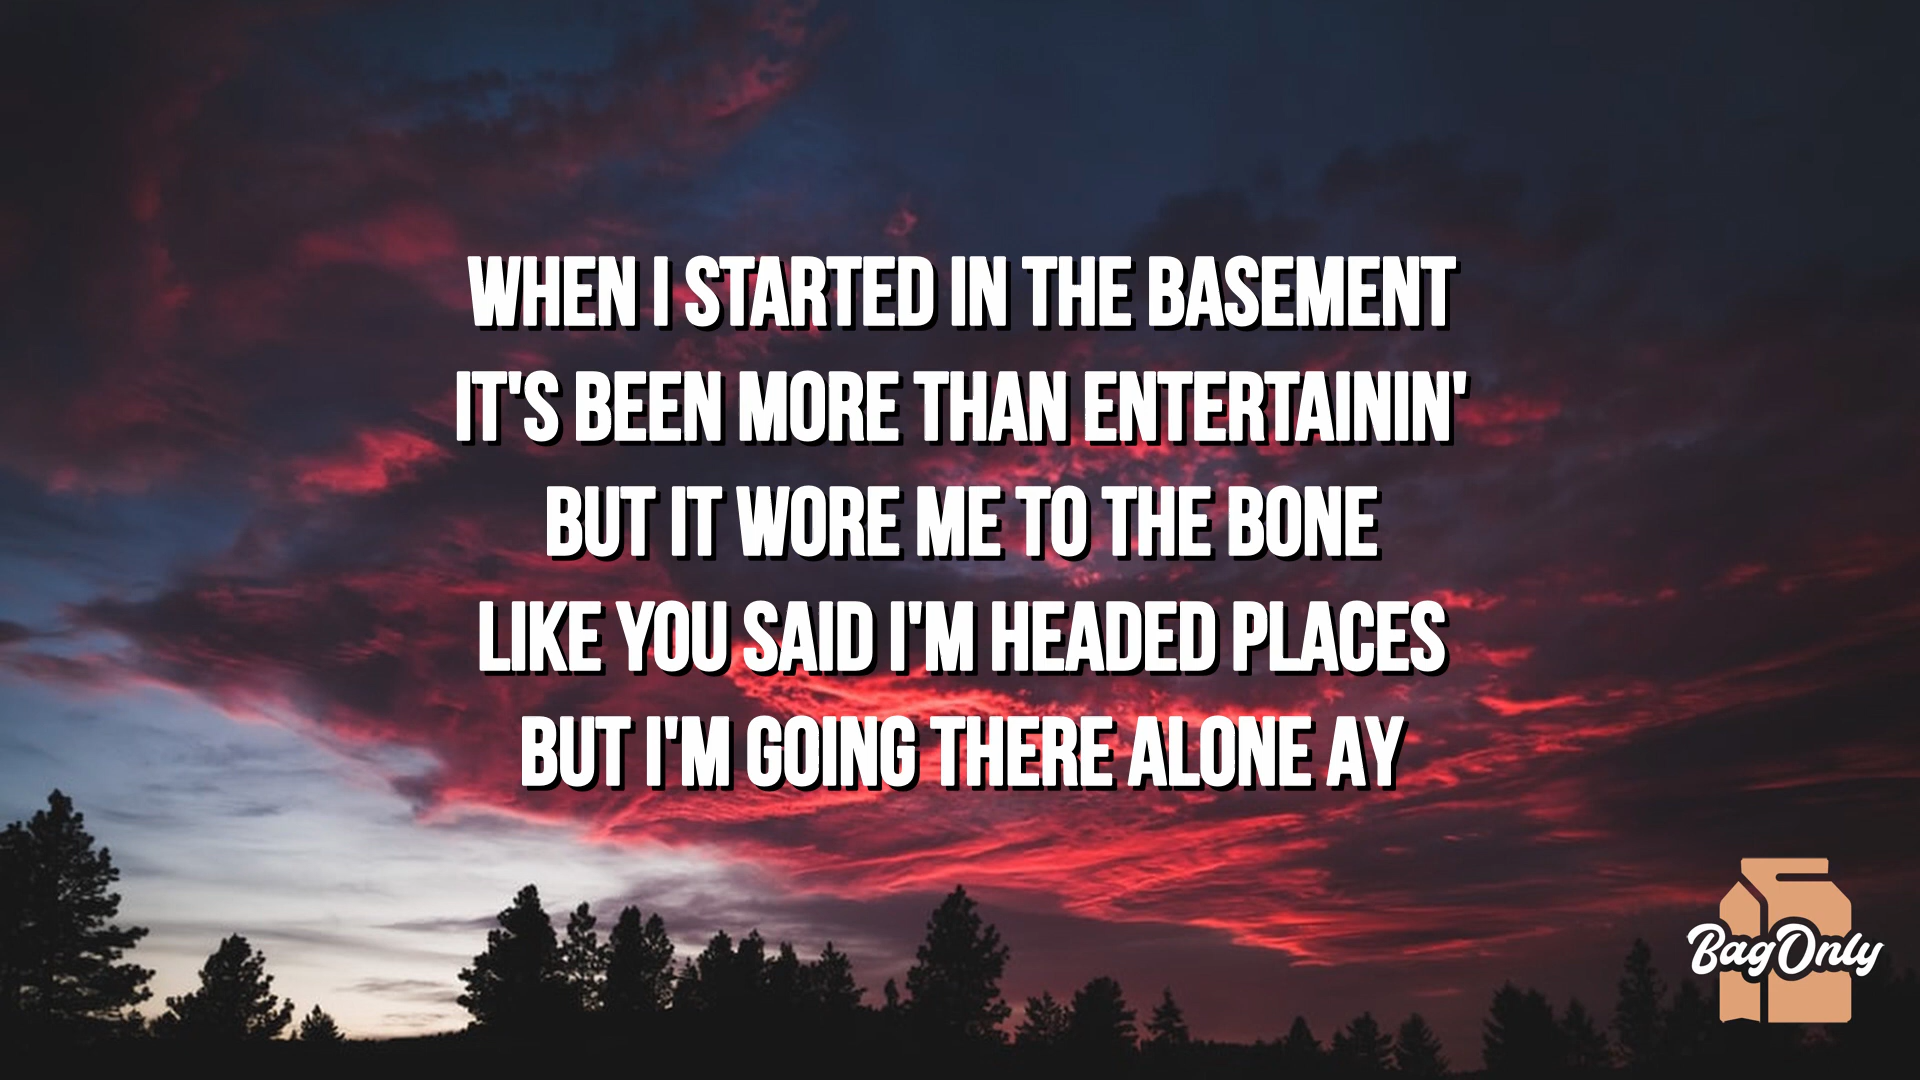 WHEN I STARTED IN THE BASEMENT
IT'S BEEN MORE THAN ENTERTAININ'
BUT IT WORE ME TO THE BONE
LIKE YOU SAID I'M HEADED PLACES
BUT I'M GOING THERE ALONE AY
BagOnly